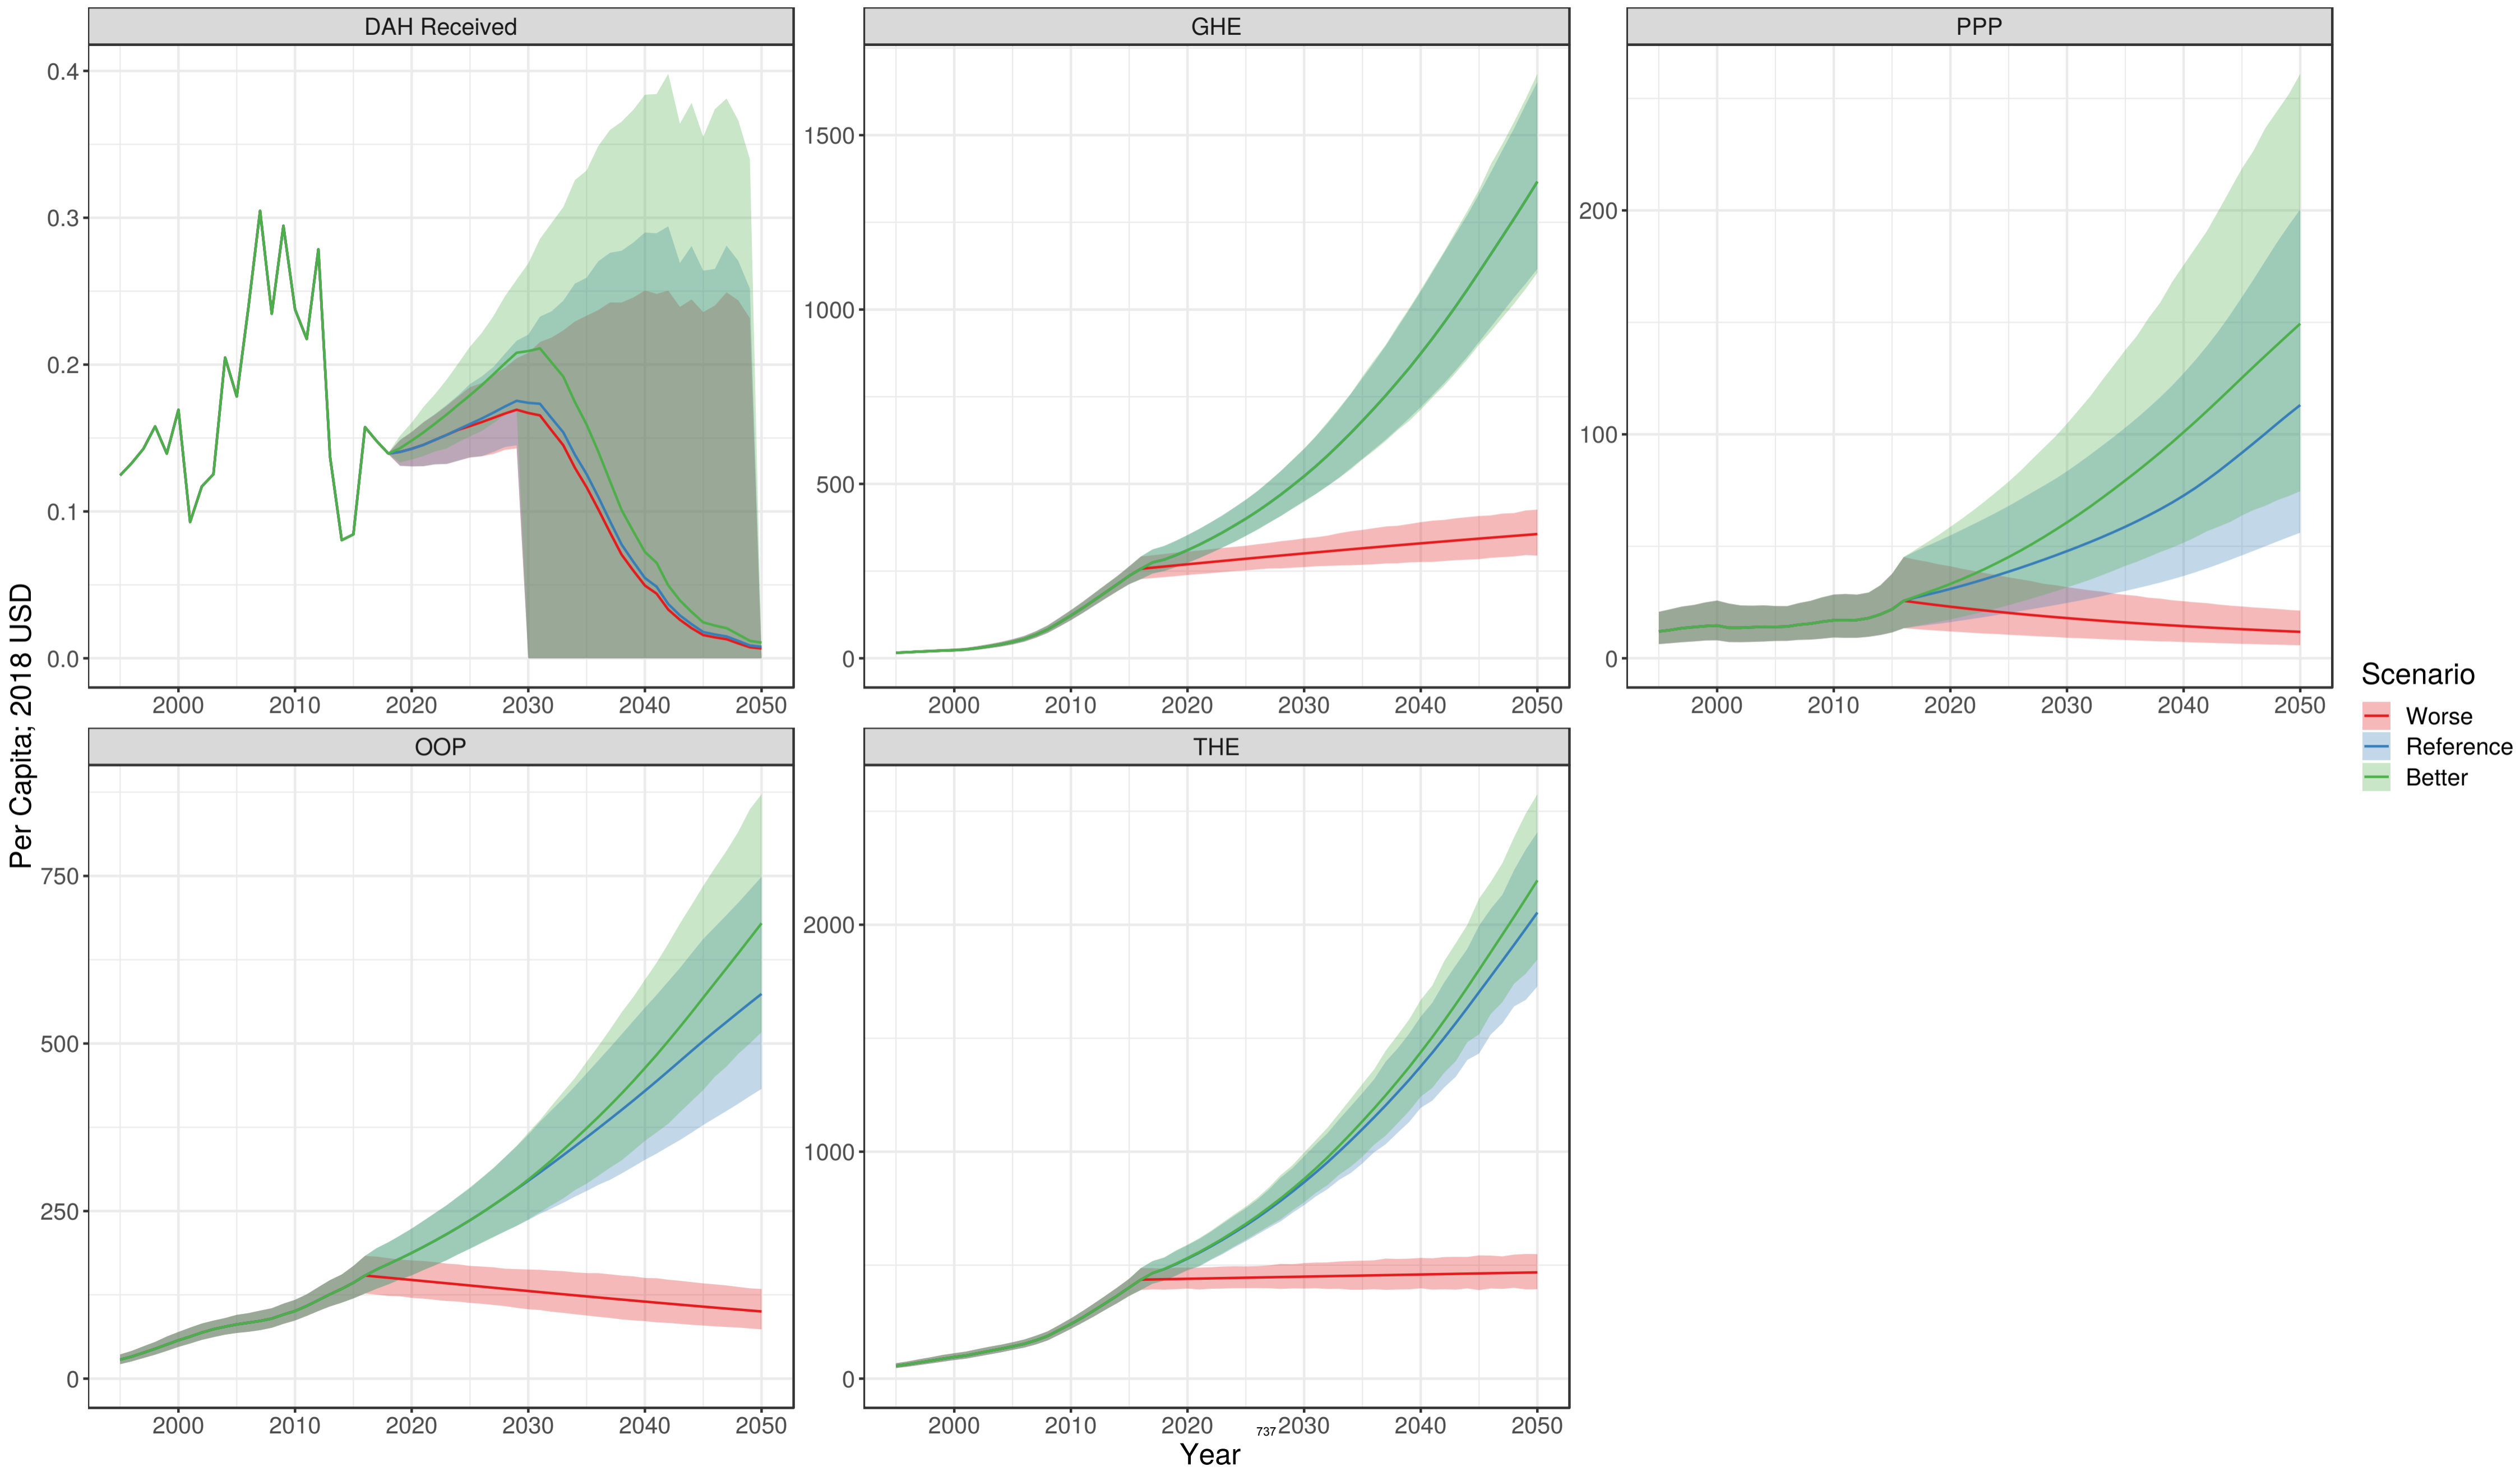 DAH Received
GHE
PPP
0.4
0.3
0.2
0.1
0.0
1500
1000
500
0
200
100
0
2000 2010 2020 2030 2040 2050
2000 2010 2020 2030 2040 2050
2000 2010 2020 2030 2040 2050
Per Capita; 2018 USD
OOP
THE
750
500
250
0
2000
1000
0
2000 2010 2020 2030 2040 2050
2000 2010 2020 2030 2040 2050
737
Year
Scenario
Worse
Reference
Better